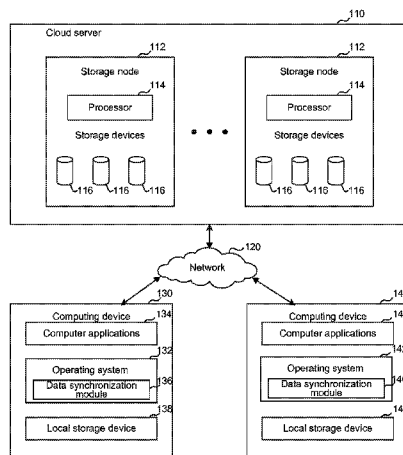 110
Cloud server
112
Storage node
114
Processor
Storage devices
116 116 116
112
Storage node
114
Processor
Storage devices
116 116 116
120
Network
130
Computing device
134
Computer applications
132
Operating system
Data synchronization module
136
138
Local storage device
Computing device
Computer applications
Operating system
Data synchronization module
Local storage device